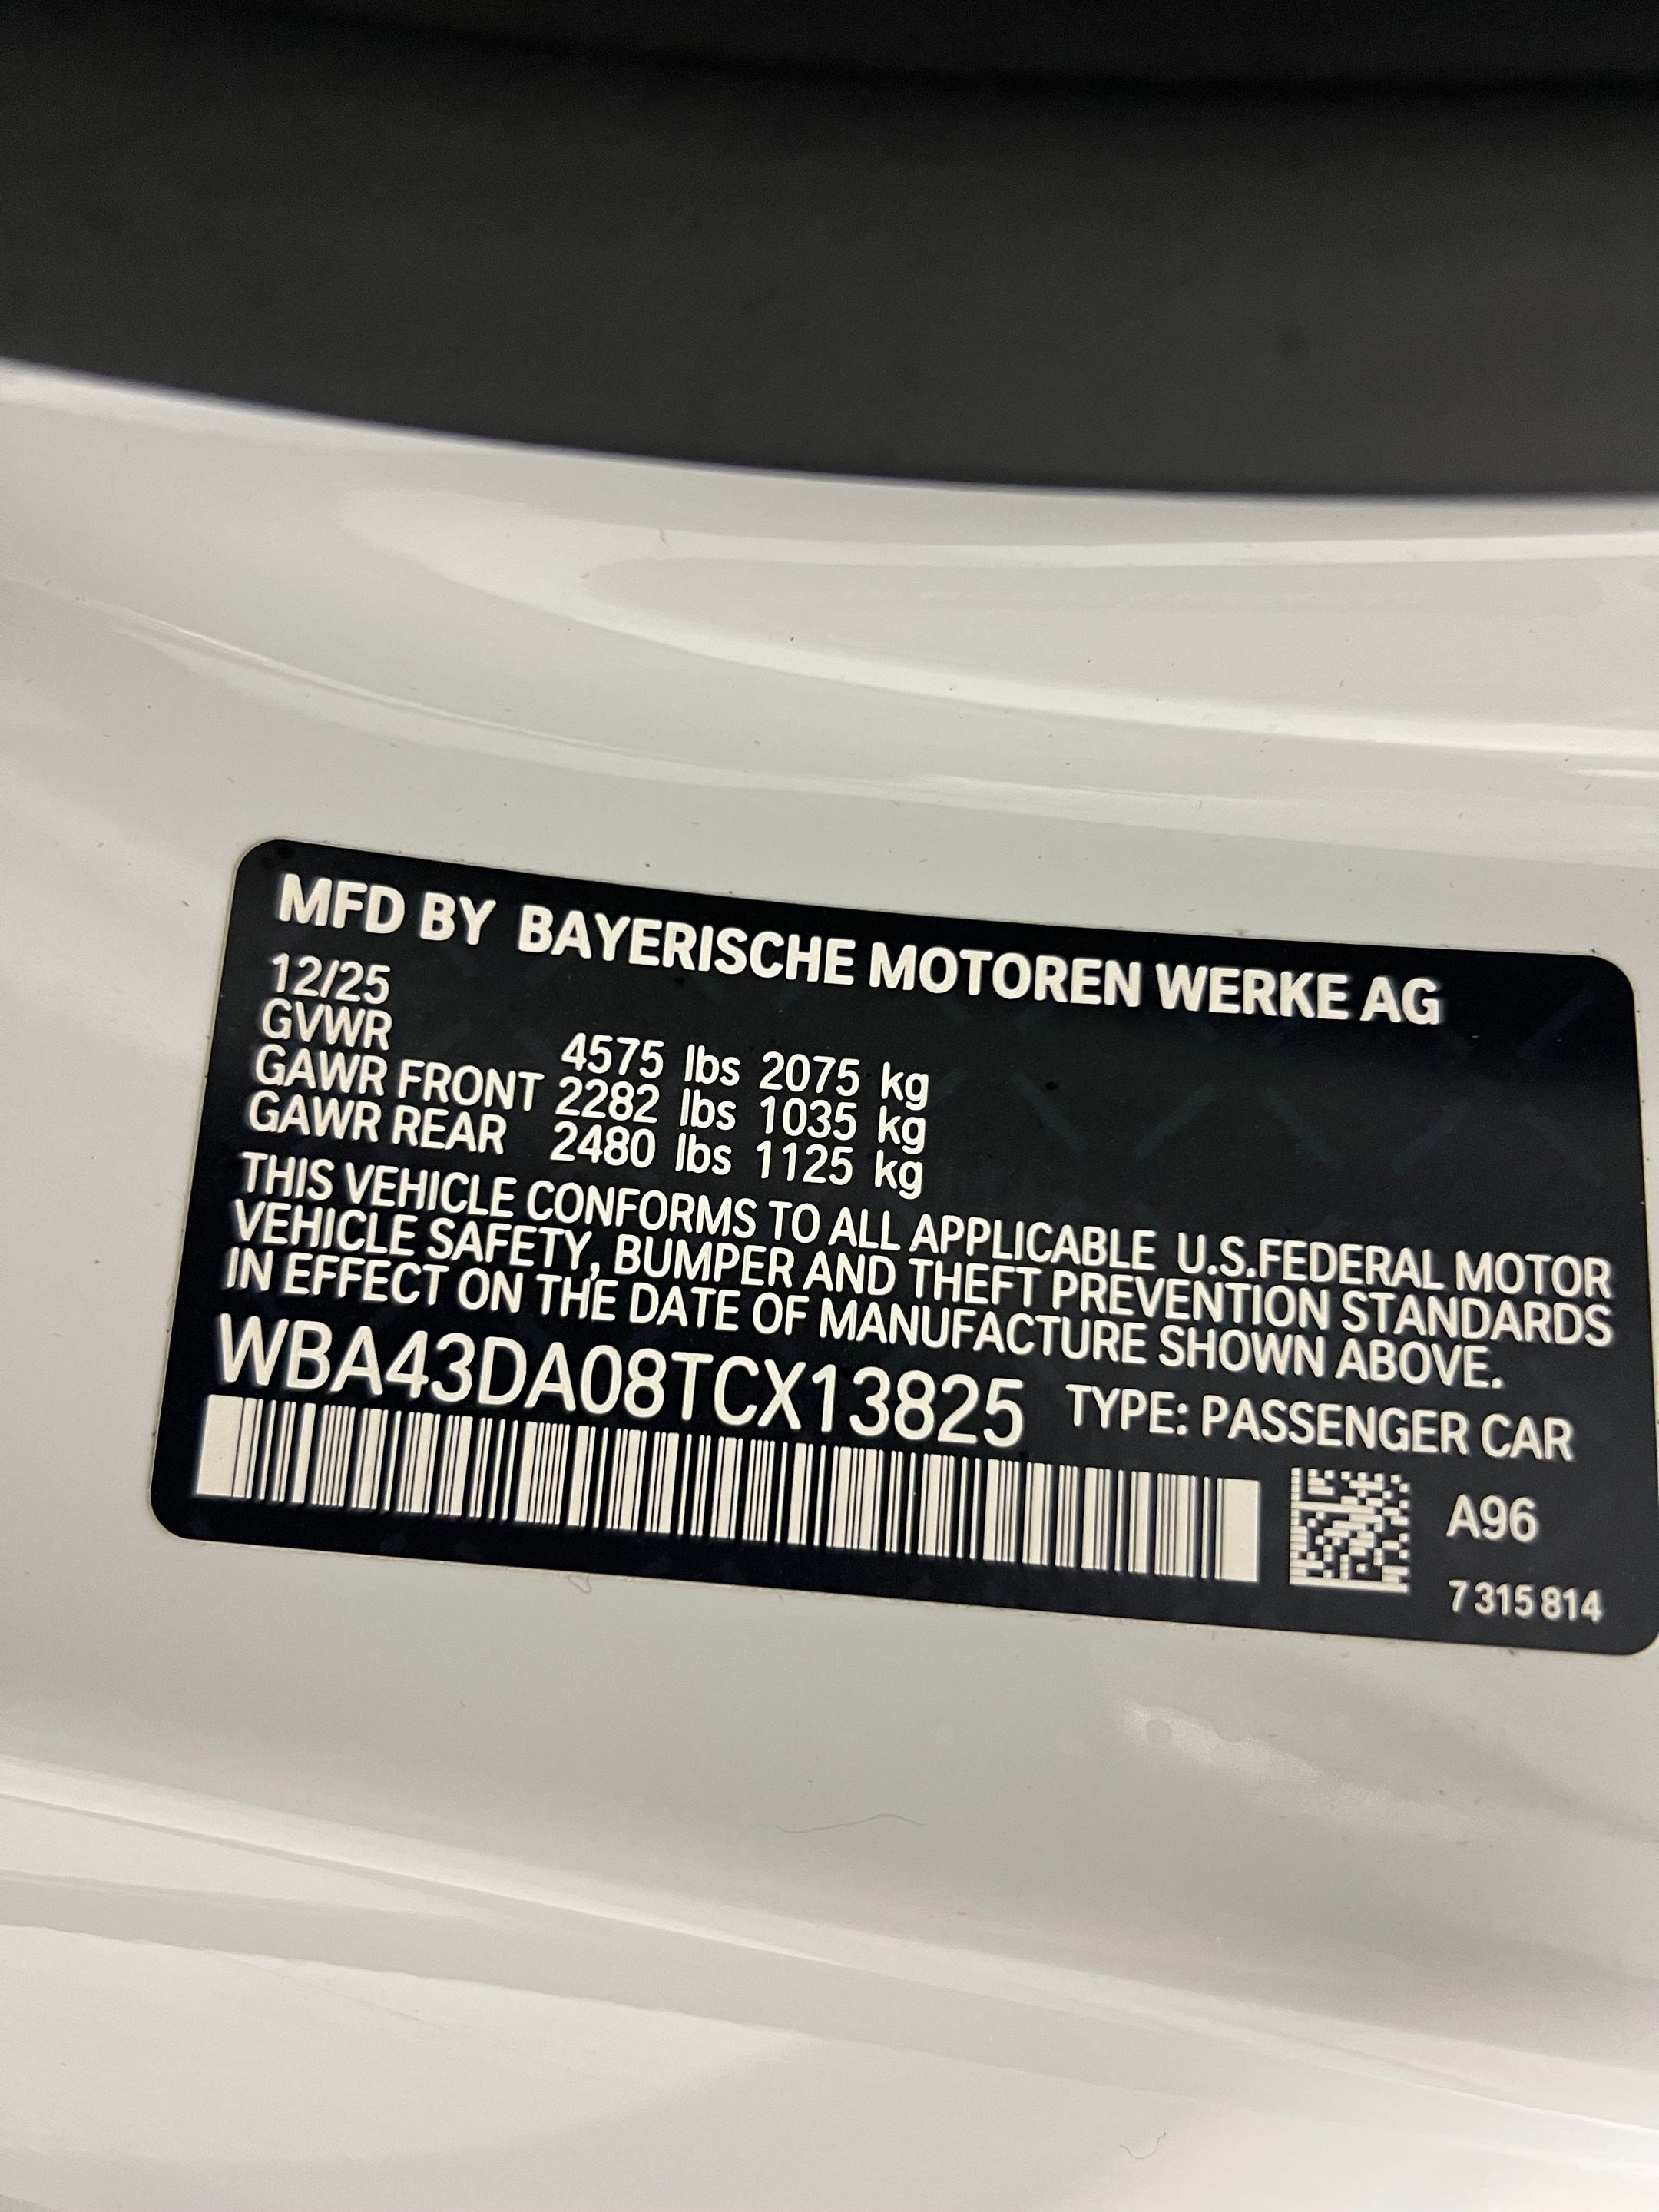 MFD BY BAYERISCHE MOTOREN WERKE AG
12/25
GVWR 4575 lbs 2075 kg
GAWR FRONT 2282 lbs 1035 kg
GAWR REAR 2480 lbs 1125 kg
THIS VEHICLE CONFORMS TO ALL APPLICABLE U.S.FEDERAL MOTOR
VEHICLE SAFETY, BUMPER AND THEFT PREVENTION STANDARDS
IN EFFECT ON THE DATE OF MANUFACTURE SHOWN ABOVE.
WBA43DA08TCX13825 TYPE: PASSENGER CAR
A96
7 315 814